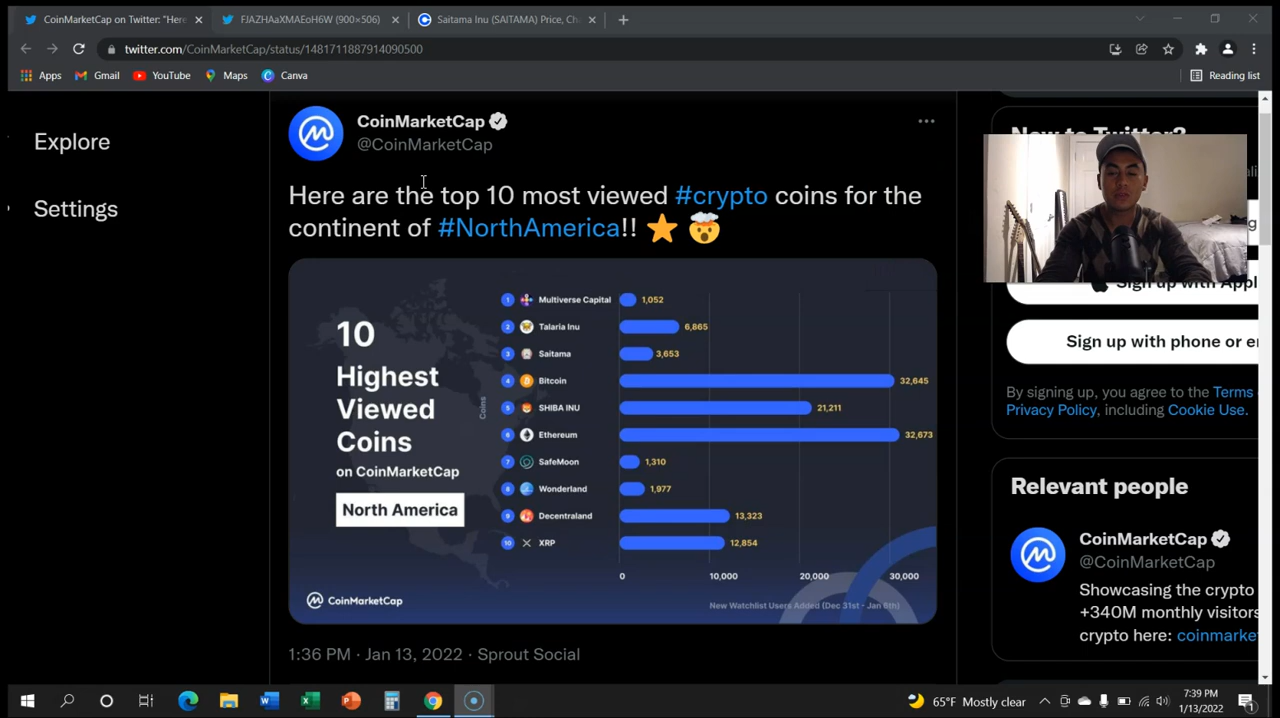 CoinMarketCap on Twitter: "Here
FJAZHAaXMAEoH6W (900×506)
Saitama Inu (SAITAMA) Price, Ch
twitter.com/CoinMarketCap/status/1481711887914090500
Apps
Gmail
YouTube
Maps
Canva
Reading list
Explore
Settings
CoinMarketCap
@CoinMarketCap
Here are the top 10 most viewed #crypto coins for the
continent of #NorthAmerica!!
10
Highest
Viewed
Coins
on CoinMarketCap
North America
Coins
1 Multiverse Capital 1,052
2 Talaria Inu 6,865
3 Saitama 3,653
4 Bitcoin 32,645
5 SHIBA INU 21,211
6 Ethereum 32,673
7 SafeMoon 1,310
8 Wonderland 1,977
9 Decentraland 13,323
10 XRP 12,854
0 10,000 20,000 30,000
New Watchlist Users Added (Dec 31st - Jan 6th)
CoinMarketCap
1:36 PM · Jan 13, 2022 · Sprout Social
New to Twitter?
Sign up with Appl
Sign up with phone or e
By signing up, you agree to the Terms
Privacy Policy, including Cookie Use.
Relevant people
CoinMarketCap
@CoinMarketCap
Showcasing the crypto
+340M monthly visitors
crypto here: coinmarke
65°F Mostly clear
7:39 PM
1/13/2022